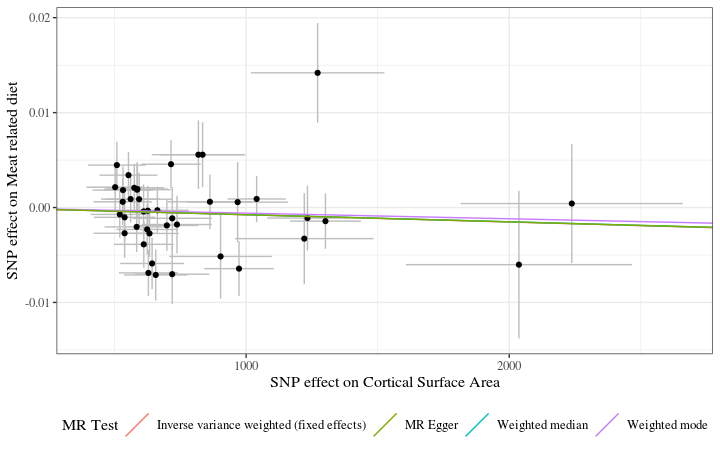 0.02
0.01
0.00
-0.01
SNP effect on Meat related diet
1000
2000
SNP effect on Cortical Surface Area
MR Test
Inverse variance weighted (fixed effects)
MR Egger
Weighted median
Weighted mode